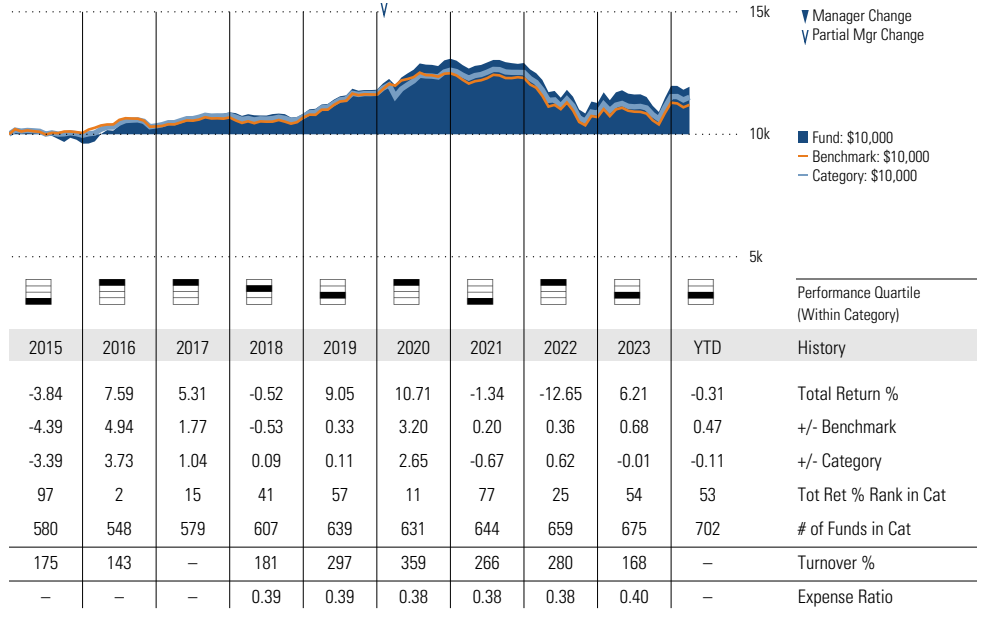 15k
Manager Change
Partial Mgr Change
10k
Fund: $10,000
Benchmark: $10,000
Category: $10,000
5k
Performance Quartile
(Within Category)
2015 2016 2017 2018 2019 2020 2021 2022 2023 YTD History
-3.84 7.59 5.31 -0.52 9.05 10.71 -1.34 -12.65 6.21 -0.31 Total Return %
-4.39 4.94 1.77 -0.53 0.33 3.20 0.20 0.36 0.68 0.47 +/- Benchmark
-3.39 3.73 1.04 0.09 0.11 2.65 -0.67 0.62 -0.01 -0.11 +/- Category
97 2 15 41 57 11 77 25 54 53 Tot Ret % Rank in Cat
580 548 579 607 639 631 644 659 675 702 # of Funds in Cat
175 143 – 181 297 359 266 280 168 – Turnover %
– – – 0.39 0.39 0.38 0.38 0.38 0.40 – Expense Ratio